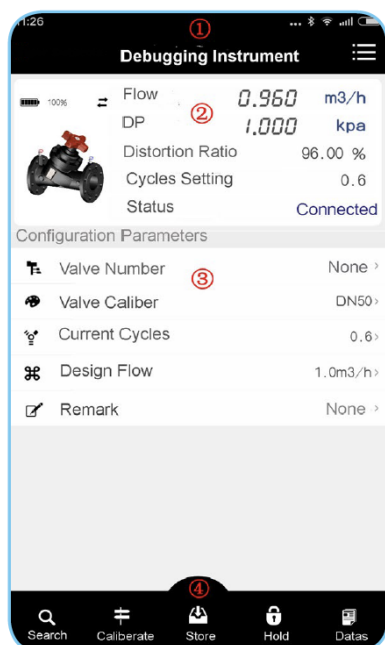 11:26 ① ...
Debugging Instrument
100% Flow 0.960 m3/h
DP ② 1.000 kpa
Distortion Ratio 96.00 %
Cycles Setting 0.6
Status Connected
Configuration Parameters
Valve Number ③ None >
Valve Caliber DN50>
Current Cycles 0.6>
Design Flow 1.0m3/h>
Remark None >
④
Search Caliberate Store Hold Datas